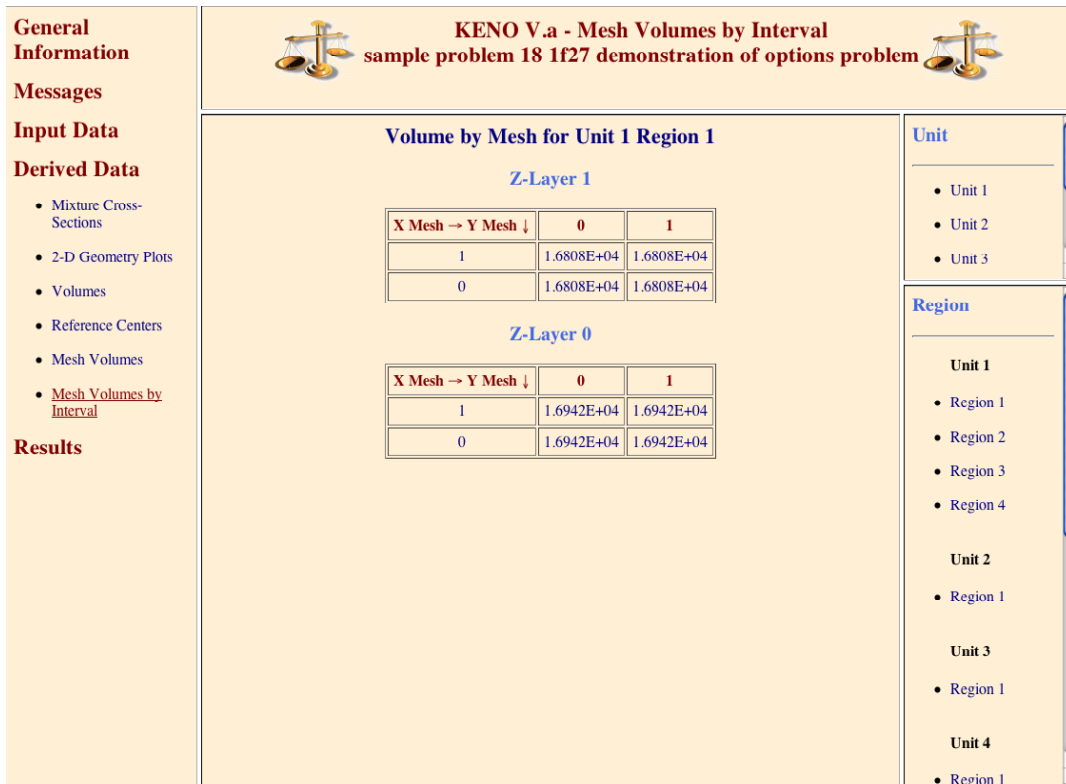 General
Information
Messages
Input Data
Derived Data
Mixture Cross-
Sections
2-D Geometry Plots
Volumes
Reference Centers
Mesh Volumes
Mesh Volumes by
Interval
Results
KENO V.a - Mesh Volumes by Interval
sample problem 18 1f27 demonstration of options problem
Volume by Mesh for Unit 1 Region 1
Z-Layer 1
X Mesh → Y Mesh ↓ 0 1
1 1.6808E+04 1.6808E+04
0 1.6808E+04 1.6808E+04
Z-Layer 0
X Mesh → Y Mesh ↓ 0 1
1 1.6942E+04 1.6942E+04
0 1.6942E+04 1.6942E+04
Unit
Unit 1
Unit 2
Unit 3
Region
Unit 1
Region 1
Region 2
Region 3
Region 4
Unit 2
Region 1
Unit 3
Region 1
Unit 4
Region 1